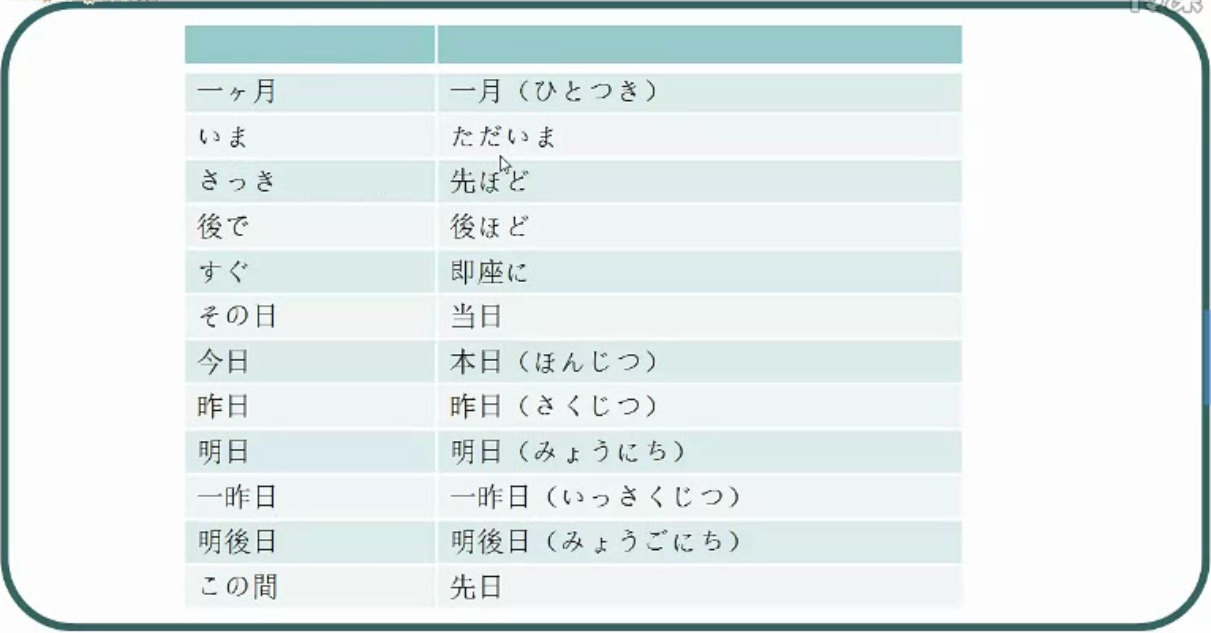 一ヶ月 一月（ひとつき）
いま ただいま
さっき 先ほど
後で 後ほど
すぐ 即座に
その日 当日
今日 本日（ほんじつ）
昨日 昨日（さくじつ）
明日 明日（みょうにち）
一昨日 一昨日（いっさくじつ）
明後日 明後日（みょうごにち）
この間 先日